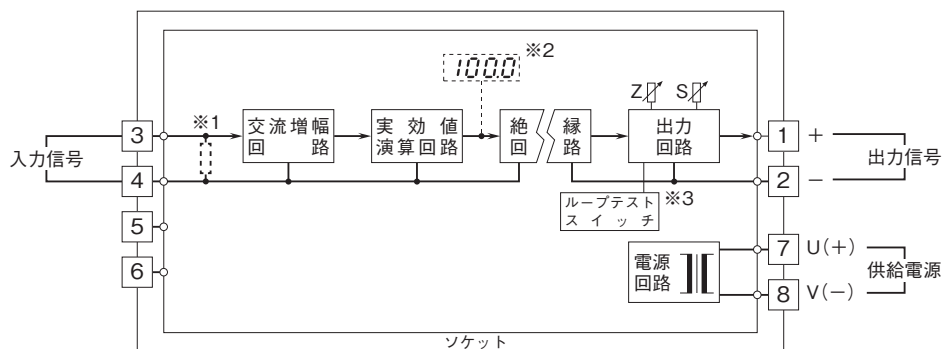 ※2
100.0
Z
S
※1
3
交流増幅
回路
実効値
演算回路
絶
回
縁
路
出力
回路
1
+
入力信号
出力信号
4
2
−
ループテスト
スイッチ
※3
5
7
U(+)
6
電源
回路
供給電源
8
V(−)
ソケット